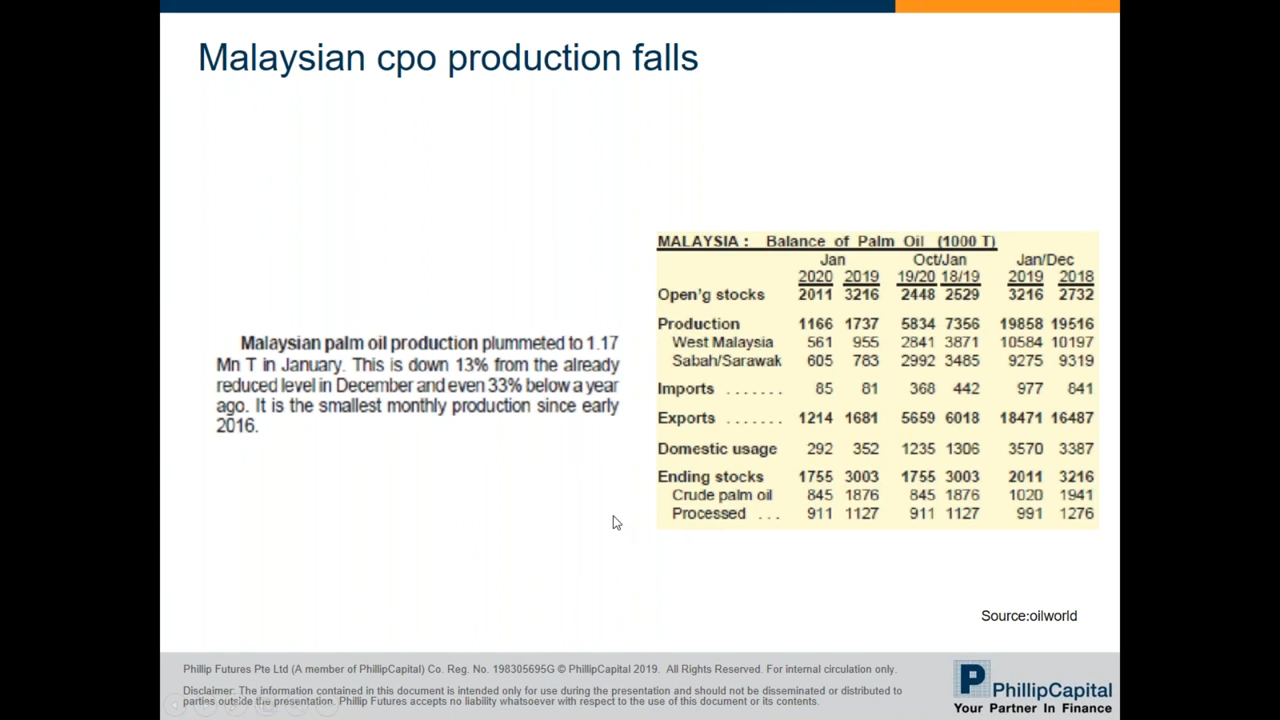 Malaysian cpo production falls
Malaysian palm oil production plummeted to 1.17
Mn T in January. This is down 13% from the already
reduced level in December and even 33% below a year
ago. It is the smallest monthly production since early
2016.
MALAYSIA : Balance of Palm Oil (1000 T)
Jan Oct/Jan Jan/Dec
2020 2019 19/20 18/19 2019 2018
Open'g stocks 2011 3216 2448 2529 3216 2732
Production 1166 1737 5834 7356 19858 19516
West Malaysia 561 955 2841 3871 10584 10197
Sabah/Sarawak 605 783 2992 3485 9275 9319
Imports ....... 85 81 368 442 977 841
Exports ....... 1214 1681 5659 6018 18471 16487
Domestic usage 292 352 1235 1306 3570 3387
Ending stocks 1755 3003 1755 3003 2011 3216
Crude palm oil 845 1876 845 1876 1020 1941
Processed ... 911 1127 911 1127 991 1276
Source:oilworld
Phillip Futures Pte Ltd (A member of PhillipCapital) Co. Reg. No. 198305695G © PhillipCapital 2019. All Rights Reserved. For internal circulation only.
Disclaimer: The information contained in this document is intended only for use during the presentation and should not be disseminated or distributed to
parties outside the presentation. Phillip Futures accepts no liability whatsoever with respect to the use of this document or its contents.
P PhillipCapital
Your Partner In Finance